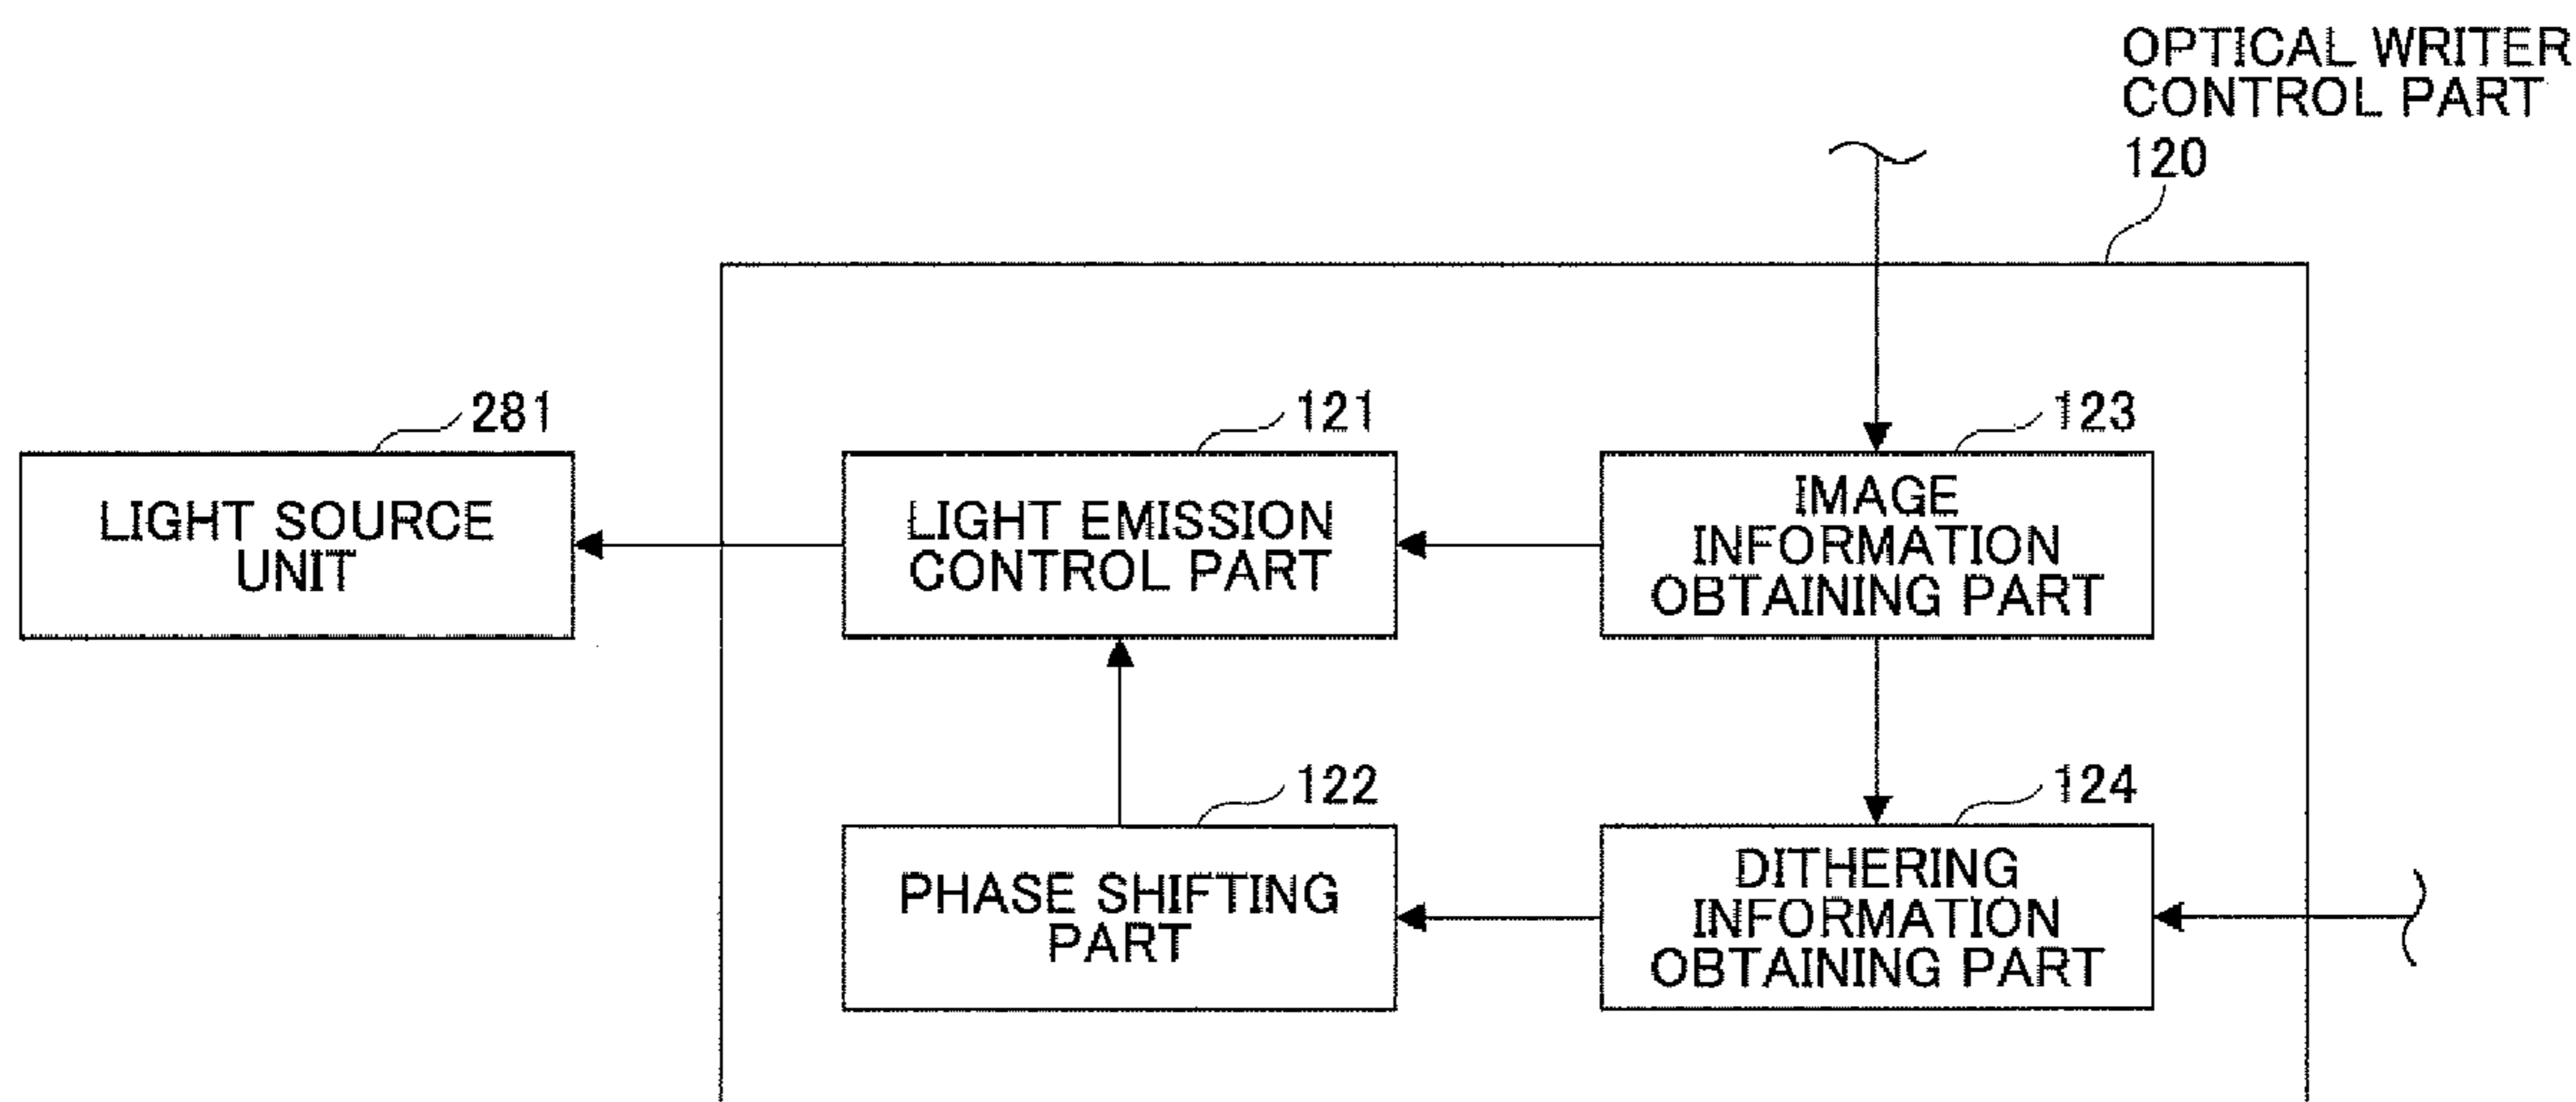 OPTICAL WRITER
CONTROL PART
120
281
LIGHT SOURCE
UNIT
121
LIGHT EMISSION
CONTROL PART
123
IMAGE
INFORMATION
OBTAINING PART
122
PHASE SHIFTING
PART
124
DITHERING
INFORMATION
OBTAINING PART